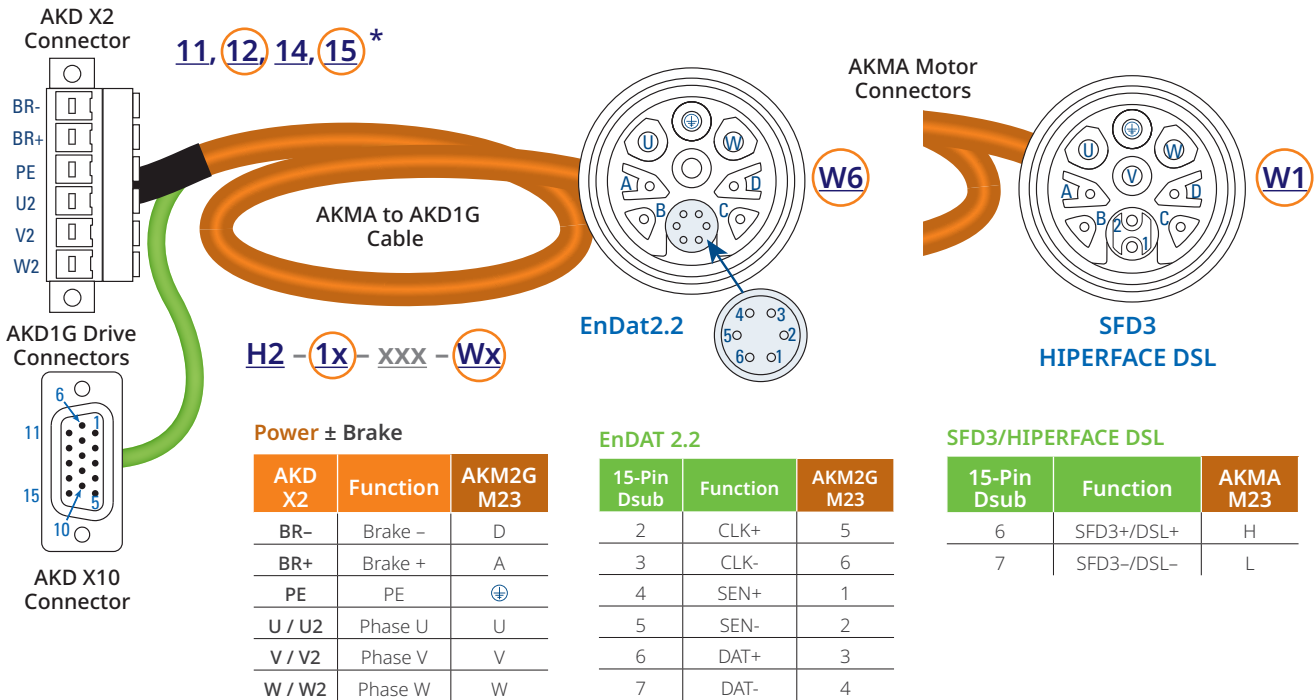 AKD X2
Connector
11, 12, 14, 15 *
AKMA Motor
Connectors
BR-
BR+
PE
U2
V2
W2
AKMA to AKD1G
Cable
U
W
A
D
B
C
W6
U
W
V
A
D
B
C
2
1
W1
EnDat2.2
4
3
5
2
6
1
SFD3
HIPERFACE DSL
AKD1G Drive
Connectors
H2 – 1x – xxx – Wx
6
1
11
15
10
5
AKD X10
Connector
Power ± Brake
AKD X2 Function AKM2G M23
BR– Brake – D
BR+ Brake + A
PE PE
U / U2 Phase U U
V / V2 Phase V V
W / W2 Phase W W
EnDAT 2.2
15-Pin Dsub Function AKM2G M23
2 CLK+ 5
3 CLK- 6
4 SEN+ 1
5 SEN- 2
6 DAT+ 3
7 DAT- 4
SFD3/HIPERFACE DSL
15-Pin Dsub Function AKMA M23
6 SFD3+/DSL+ H
7 SFD3–/DSL– L